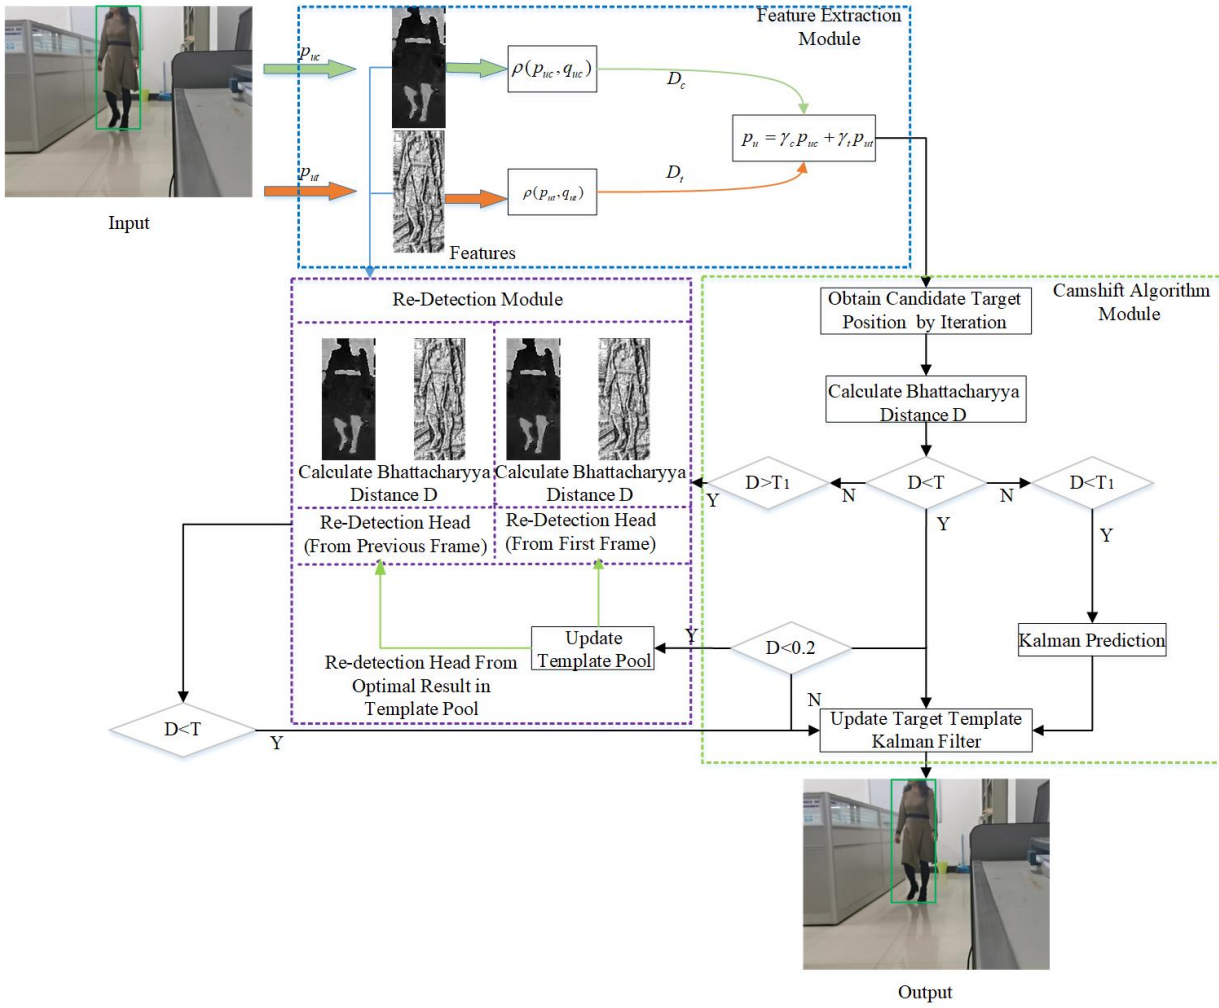 Feature Extraction
Module
p_uc
ρ(p_uc, q_uc)
D_c
p_u = γ_c p_uc + γ_t p_ut
p_ut
ρ(p_ut, q_ut)
D_t
Input
Features
Re-Detection Module
Camshift Algorithm
Module
Obtain Candidate Target
Position by Iteration
Calculate Bhattacharyya
Distance D
Calculate Bhattacharyya
Distance D
Calculate Bhattacharyya
Distance D
D>T1
D<T
D<T1
Y
N
N
Y
Y
Re-Detection Head
(From Previous Frame)
Re-Detection Head
(From First Frame)
Update
Template Pool
Y
D<0.2
Kalman Prediction
Re-detection Head From
Optimal Result in
Template Pool
N
D<T
Y
Update Target Template
Kalman Filter
Output